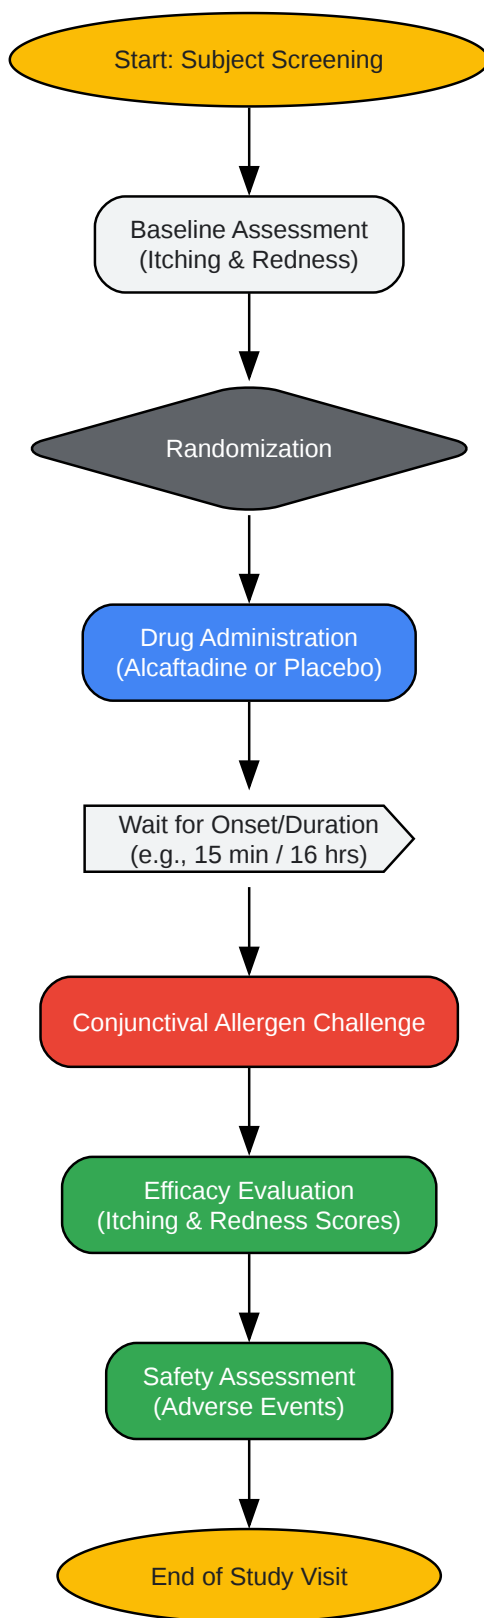 Start: Subject Screening
Baseline Assessment
(Itching & Redness)
Randomization
Drug Administration
(Alcaftadine or Placebo)
Wait for Onset/Duration
(e.g., 15 min / 16 hrs)
Conjunctival Allergen Challenge
Efficacy Evaluation
(Itching & Redness Scores)
Safety Assessment
(Adverse Events)
End of Study Visit